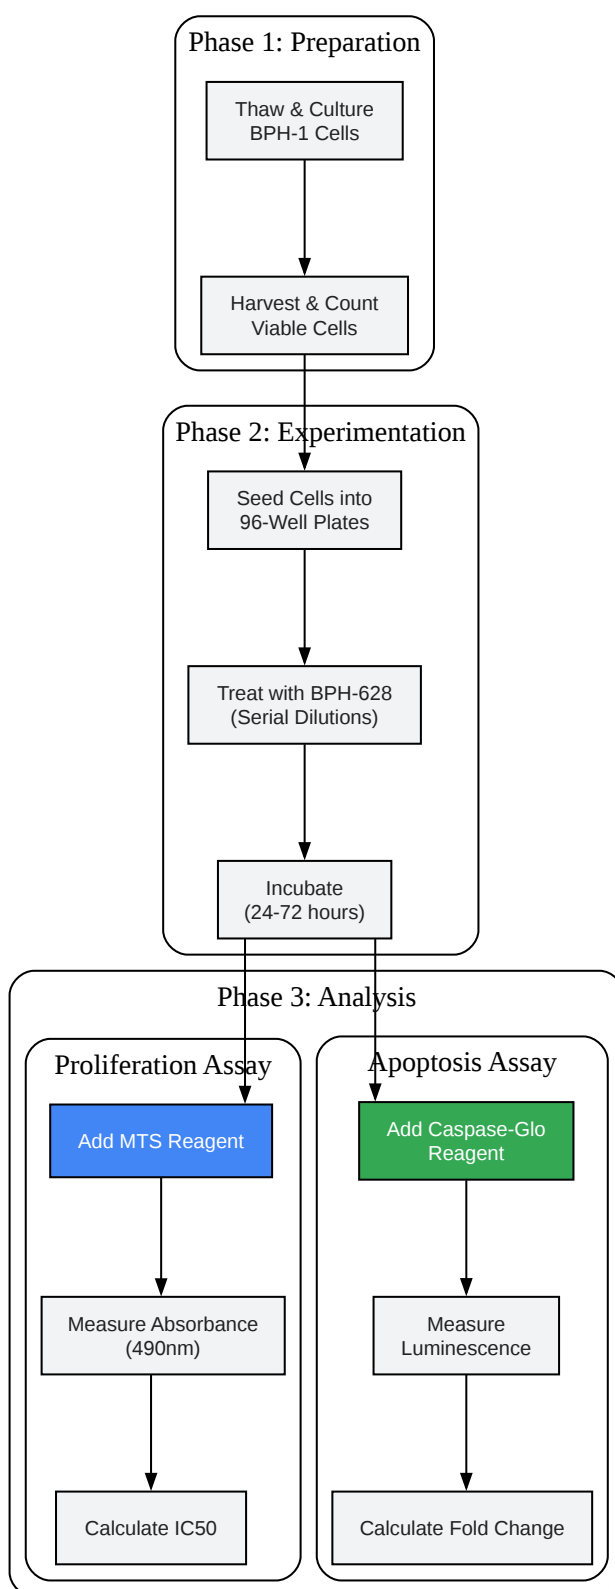 Phase 1: Preparation
Thaw & Culture
BPH-1 Cells
Harvest & Count
Viable Cells
Phase 2: Experimentation
Seed Cells into
96-Well Plates
Treat with BPH-628
(Serial Dilutions)
Incubate
(24-72 hours)
Phase 3: Analysis
Proliferation Assay
Add MTS Reagent
Measure Absorbance
(490nm)
Calculate IC50
Apoptosis Assay
Add Caspase-Glo
Reagent
Measure
Luminescence
Calculate Fold Change